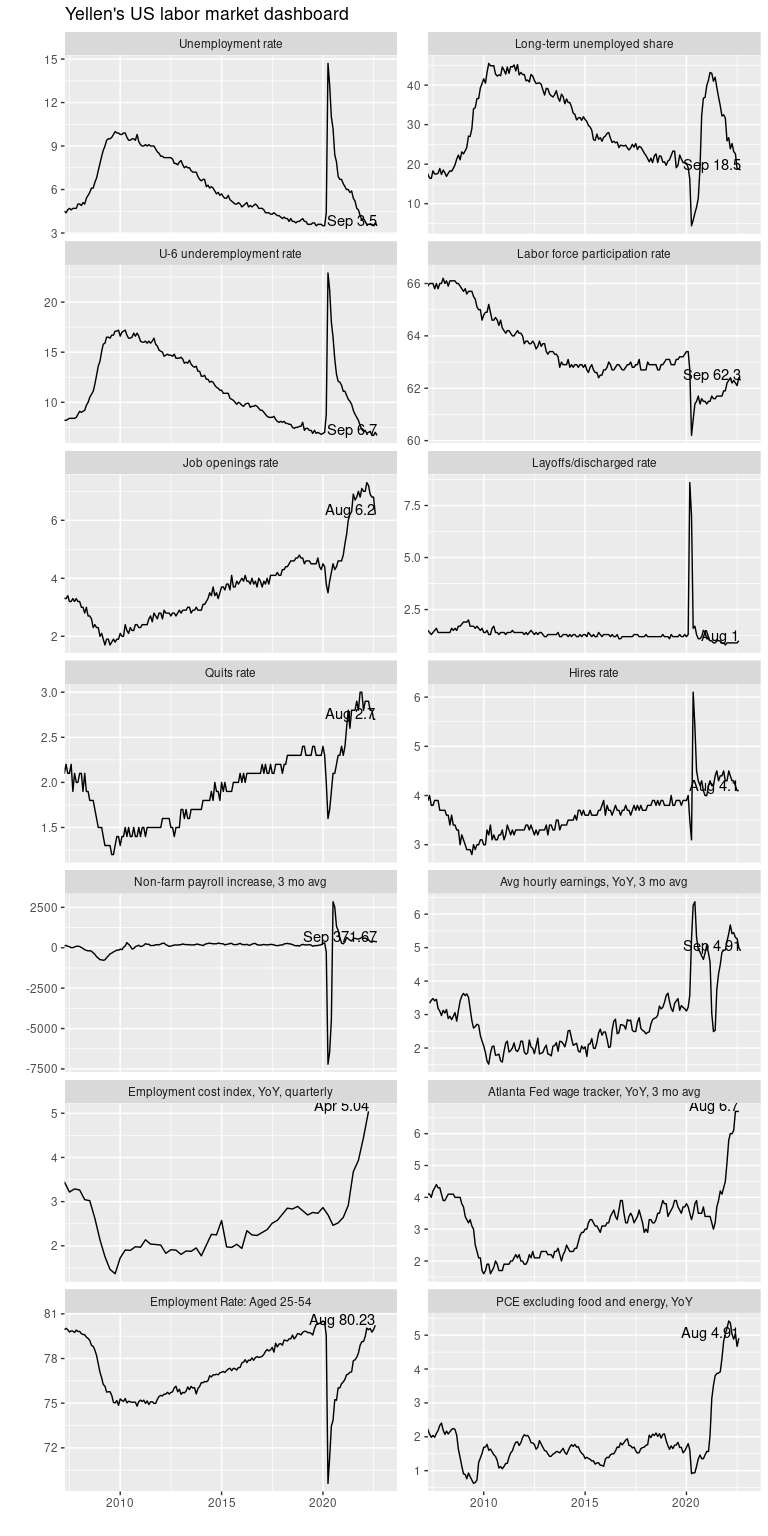 Yellen's US labor market dashboard
Unemployment rate
Long-term unemployed share
15
12
9
6
3
Sep 3.5
40
30
20
10
Sep 18.5
U-6 underemployment rate
Labor force participation rate
20
15
10
Sep 6.7
66
64
62
60
Sep 62.3
Job openings rate
Layoffs/discharged rate
6
4
2
Aug 6.2
7.5
5.0
2.5
Aug 1
Quits rate
Hires rate
3.0
2.5
2.0
1.5
Aug 2.7
6
5
4
3
Aug 4.1
Non-farm payroll increase, 3 mo avg
Avg hourly earnings, YoY, 3 mo avg
2500
0
-2500
-5000
-7500
Sep 371.67
6
5
4
3
2
Sep 4.91
Employment cost index, YoY, quarterly
Atlanta Fed wage tracker, YoY, 3 mo avg
5
4
3
2
Apr 5.04
6
5
4
3
2
Aug 6.7
Employment Rate: Aged 25-54
PCE excluding food and energy, YoY
81
78
75
72
Aug 80.23
5
4
3
2
1
Aug 4.91
2010 2015 2020
2010 2015 2020